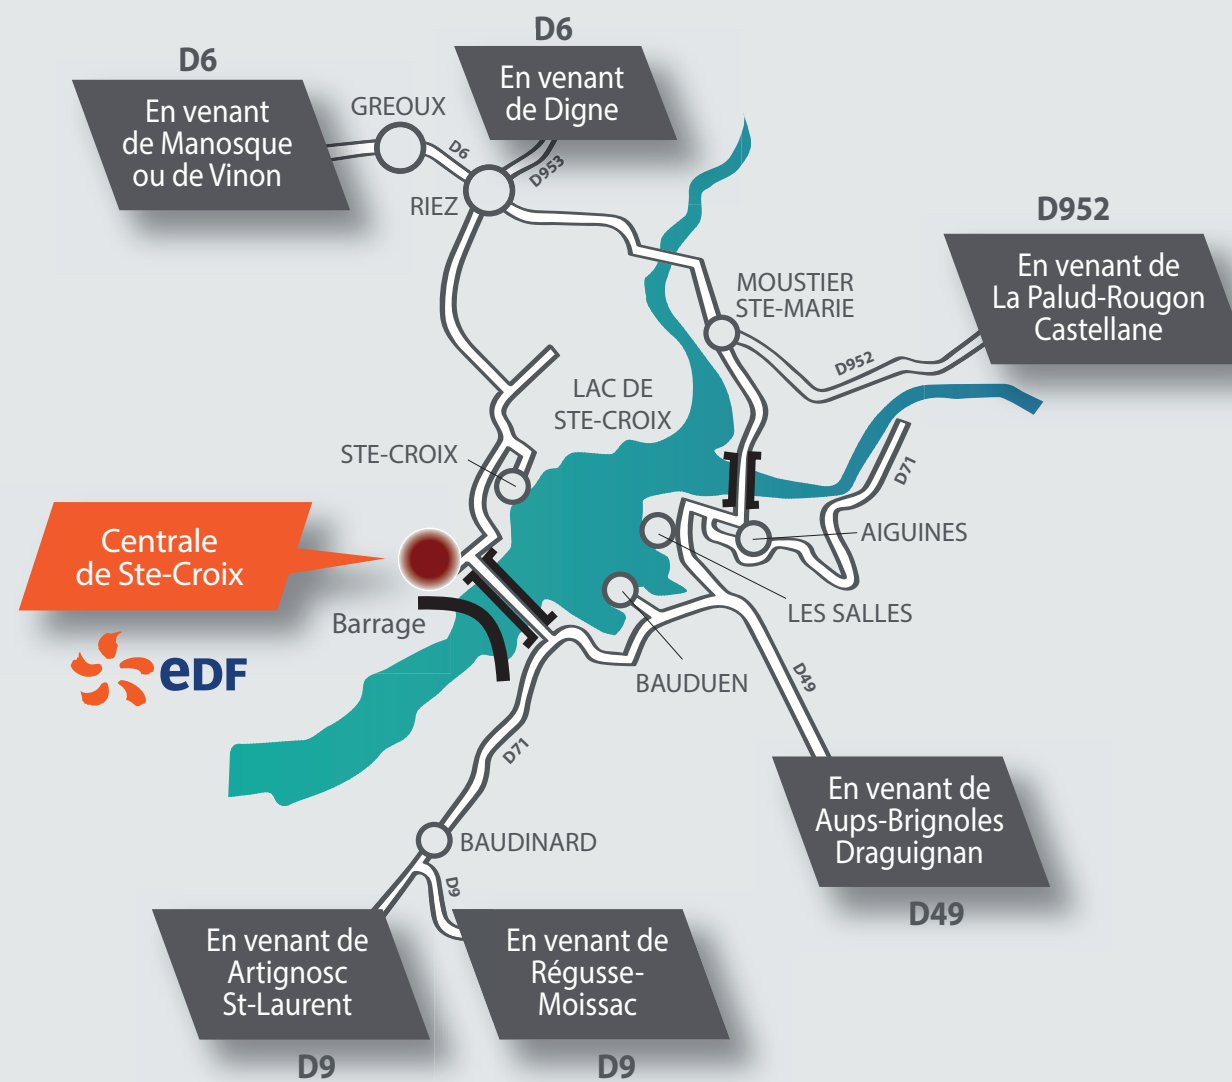 D6
En venant
de Manosque
ou de Vinon
D6
En venant
de Digne
GREOUX
D6
D953
RIEZ
D952
En venant de
La Palud-Rougon
Castellane
MOUSTIER
STE-MARIE
D952
LAC DE
STE-CROIX
STE-CROIX
D71
Centrale
de Ste-Croix
AIGUINES
LES SALLES
Barrage
eDF
BAUDUEN
D49
D71
En venant de
Aups-Brignoles
Draguignan
D49
BAUDINARD
D9
En venant de
Artignosc
St-Laurent
D9
En venant de
Régusse-
Moissac
D9